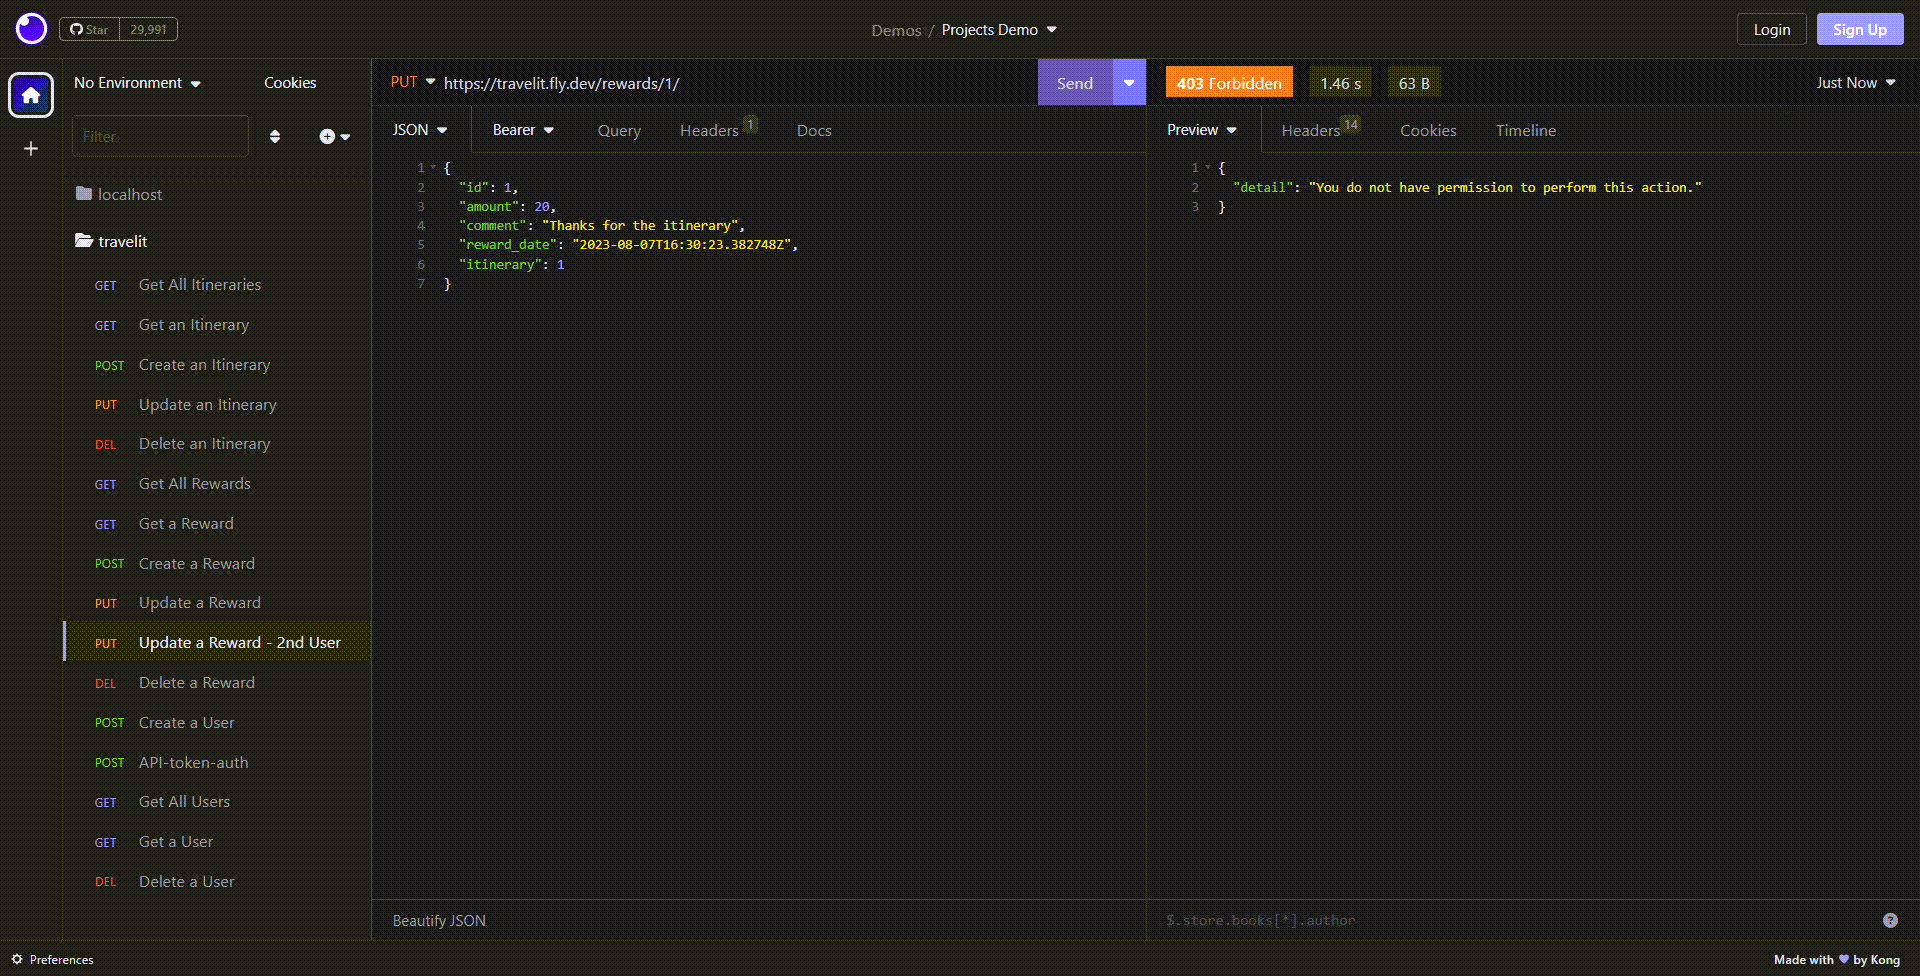 Star 29,991
Demos / Projects Demo
Login Sign Up
No Environment Cookies
Filter
localhost
travelit
GET Get All Itineraries
GET Get an Itinerary
POST Create an Itinerary
PUT Update an Itinerary
DEL Delete an Itinerary
GET Get All Rewards
GET Get a Reward
POST Create a Reward
PUT Update a Reward
PUT Update a Reward - 2nd User
DEL Delete a Reward
POST Create a User
POST API-token-auth
GET Get All Users
GET Get a User
DEL Delete a User
PUT https://travelit.fly.dev/rewards/1/ Send
JSON Bearer Query Headers 1 Docs
1 {
2 "id": 1,
3 "amount": 20,
4 "comment": "Thanks for the itinerary",
5 "reward_date": "2023-08-07T16:30:23.382748Z",
6 "itinerary": 1
7 }
Beautify JSON
403 Forbidden 1.46 s 63 B Just Now
Preview Headers 14 Cookies Timeline
1 {
2 "detail": "You do not have permission to perform this action."
3 }
$.store.books[*].author ?
Preferences
Made with ♥ by Kong